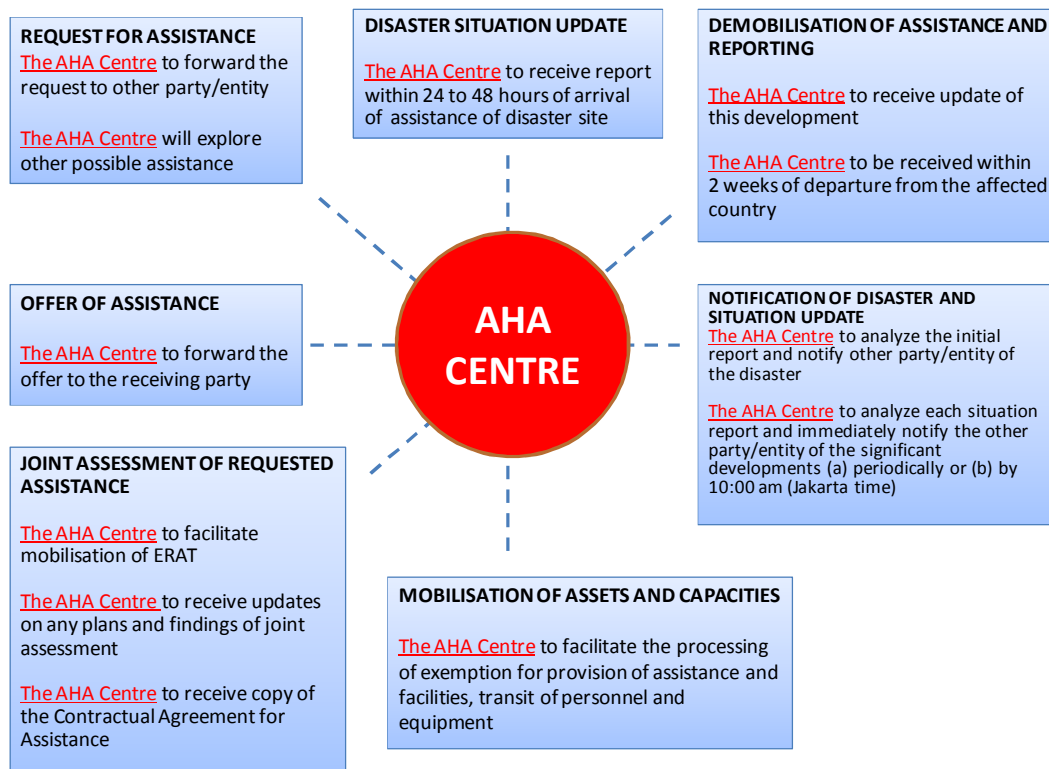 REQUEST FOR ASSISTANCE
The AHA Centre to forward the
request to other party/entity
The AHA Centre will explore
other possible assistance
DISASTER SITUATION UPDATE
The AHA Centre to receive report
within 24 to 48 hours of arrival
of assistance of disaster site
DEMOBILISATION OF ASSISTANCE AND
REPORTING
The AHA Centre to receive update of
this development
The AHA Centre to be received within
2 weeks of departure from the affected
country
OFFER OF ASSISTANCE
The AHA Centre to forward the
offer to the receiving party
AHA
CENTRE
NOTIFICATION OF DISASTER AND
SITUATION UPDATE
The AHA Centre to analyze the initial
report and notify other party/entity of
the disaster
The AHA Centre to analyze each situation
report and immediately notify the other
party/entity of the significant
developments (a) periodically or (b) by
10:00 am (Jakarta time)
JOINT ASSESSMENT OF REQUESTED
ASSISTANCE
The AHA Centre to facilitate
mobilisation of ERAT
The AHA Centre to receive updates
on any plans and findings of joint
assessment
The AHA Centre to receive copy of
the Contractual Agreement for
Assistance
MOBILISATION OF ASSETS AND CAPACITIES
The AHA Centre to facilitate the processing
of exemption for provision of assistance and
facilities, transit of personnel and
equipment